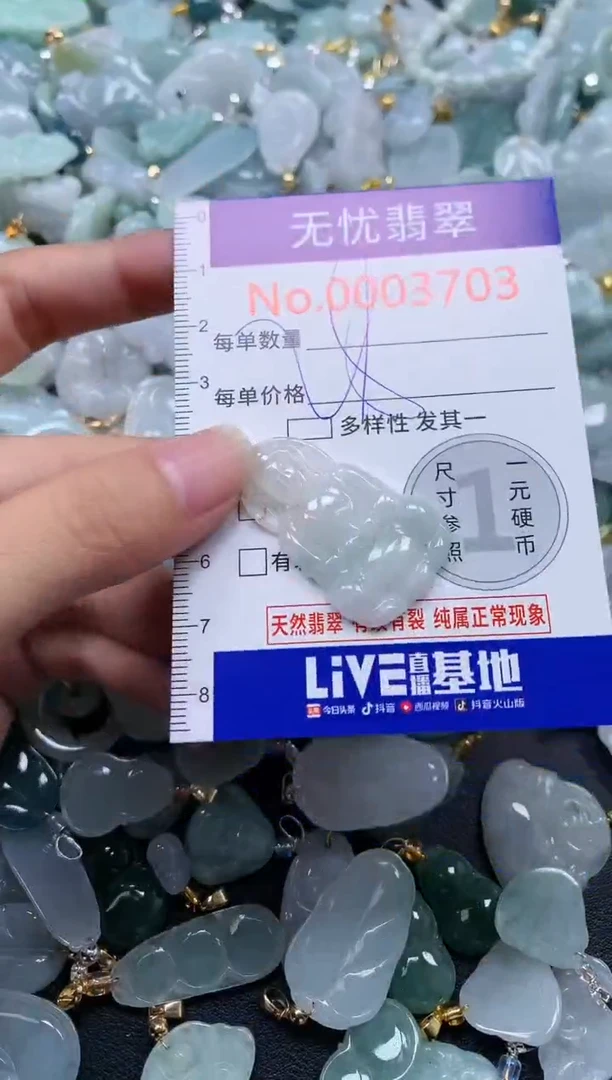 无忧翡翠
No.0003703
0
1
2
3
6
7
8
每单数量
每单价格
多样性 发其一
尺寸参照
1
一元硬币
有
天然翡翠 有纹有裂 纯属正常现象
LiVE直播基地
今日头条 抖音 西瓜视频 抖音火山版